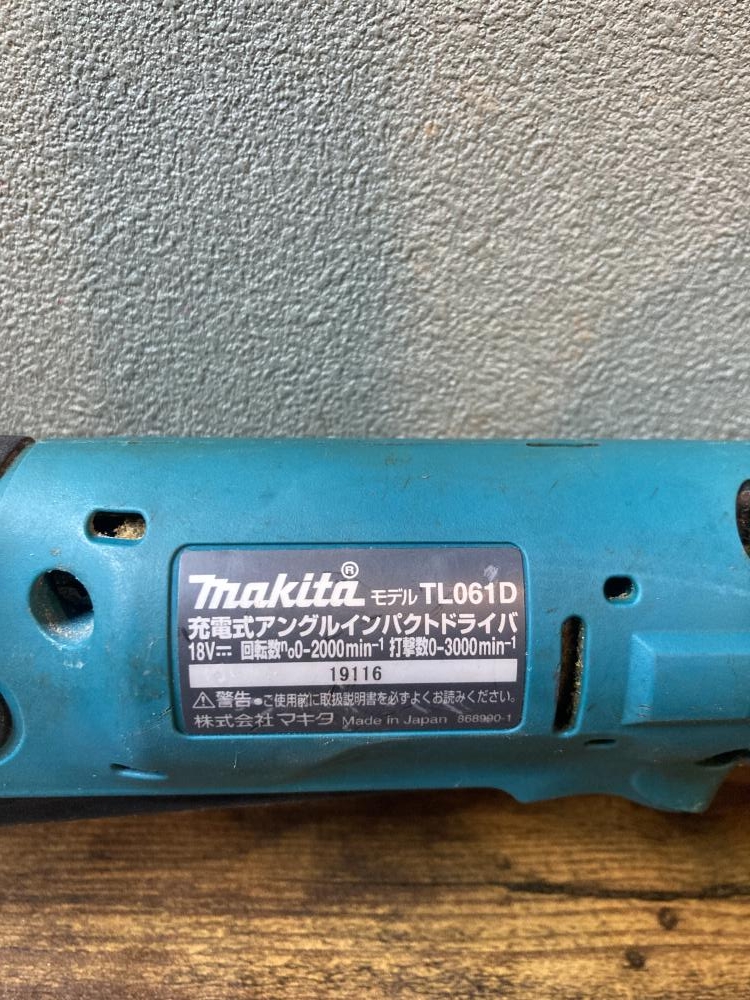 makita® モデル TL061D
充電式アングルインパクトドライバ
18V⎓ 回転数n₀0-2000min⁻¹ 打撃数0-3000min⁻¹
19116
⚠警告●ご使用前に取扱説明書を必ずよくお読みください。
株式会社マキタ Made in Japan 868990-1